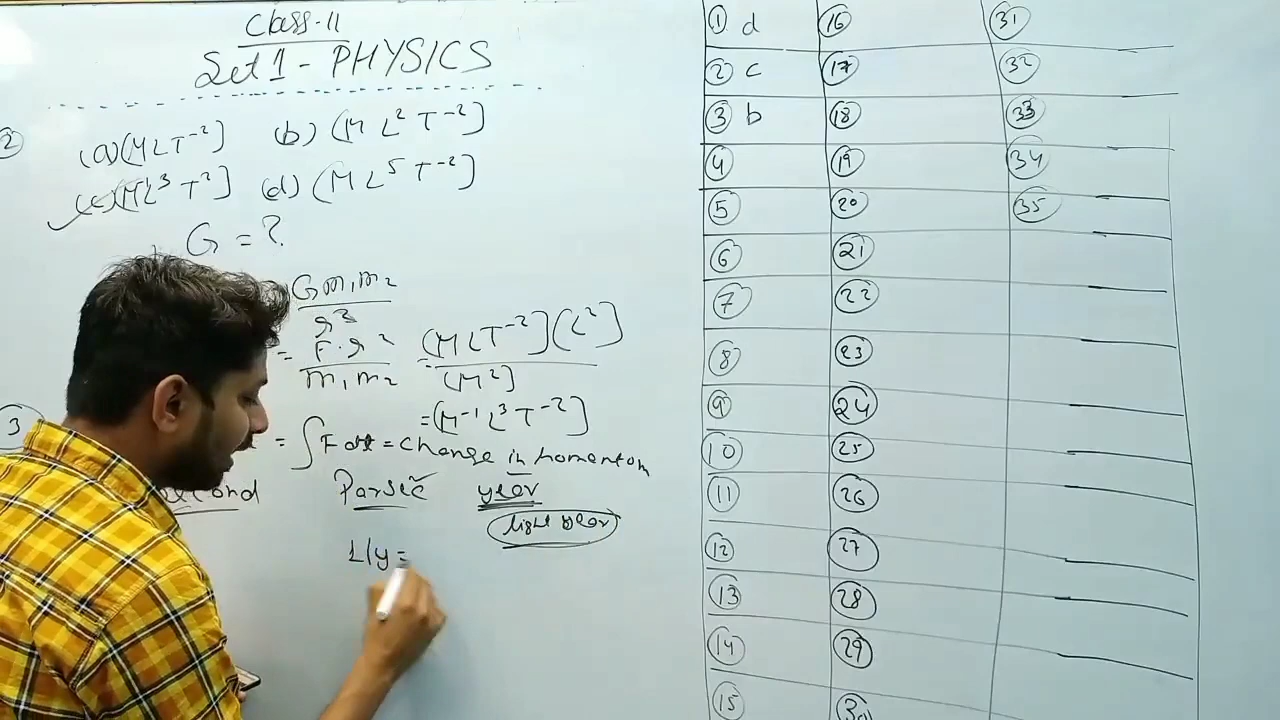 Class-11
Set 1 - PHYSICS
2
(a) [MLT⁻²] (b) [ML²T⁻²]
(c) [ML³T²] (d) [ML⁵T⁻²]
G = ?
Gm₁m₂
r²
= F·r² / m₁m₂ = [MLT⁻²][L²] / [M²]
= [M⁻¹L³T⁻²]
3 = ∫F dt = Change in momentum
Parsec year
light year
1 ly =
1 d 16 31
2 c 17 32
3 b 18 33
4 19 34
5 20 35
6 21
7 22
8 23
9 24
10 25
11 26
12 27
13 28
14 29
15 30